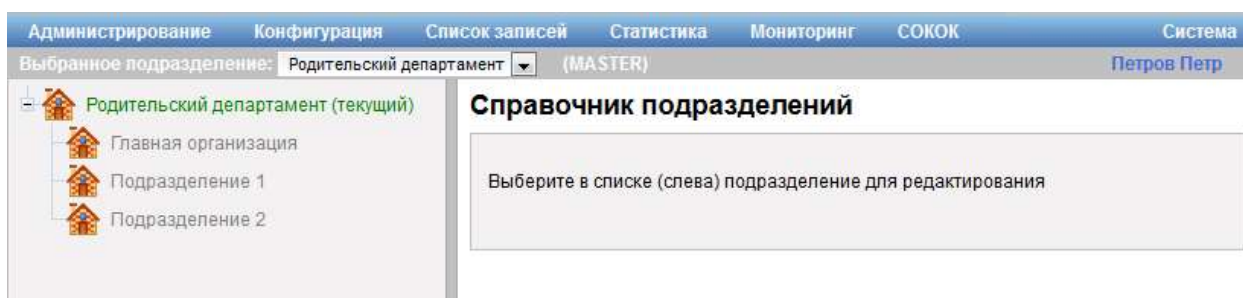 Администрирование Конфигурация Список записей Статистика Мониторинг СОКОК Система
Выбранное подразделение: Родительский департамент (MASTER) Петров Петр
Родительский департамент (текущий)
Главная организация
Подразделение 1
Подразделение 2
Справочник подразделений
Выберите в списке (слева) подразделение для редактирования